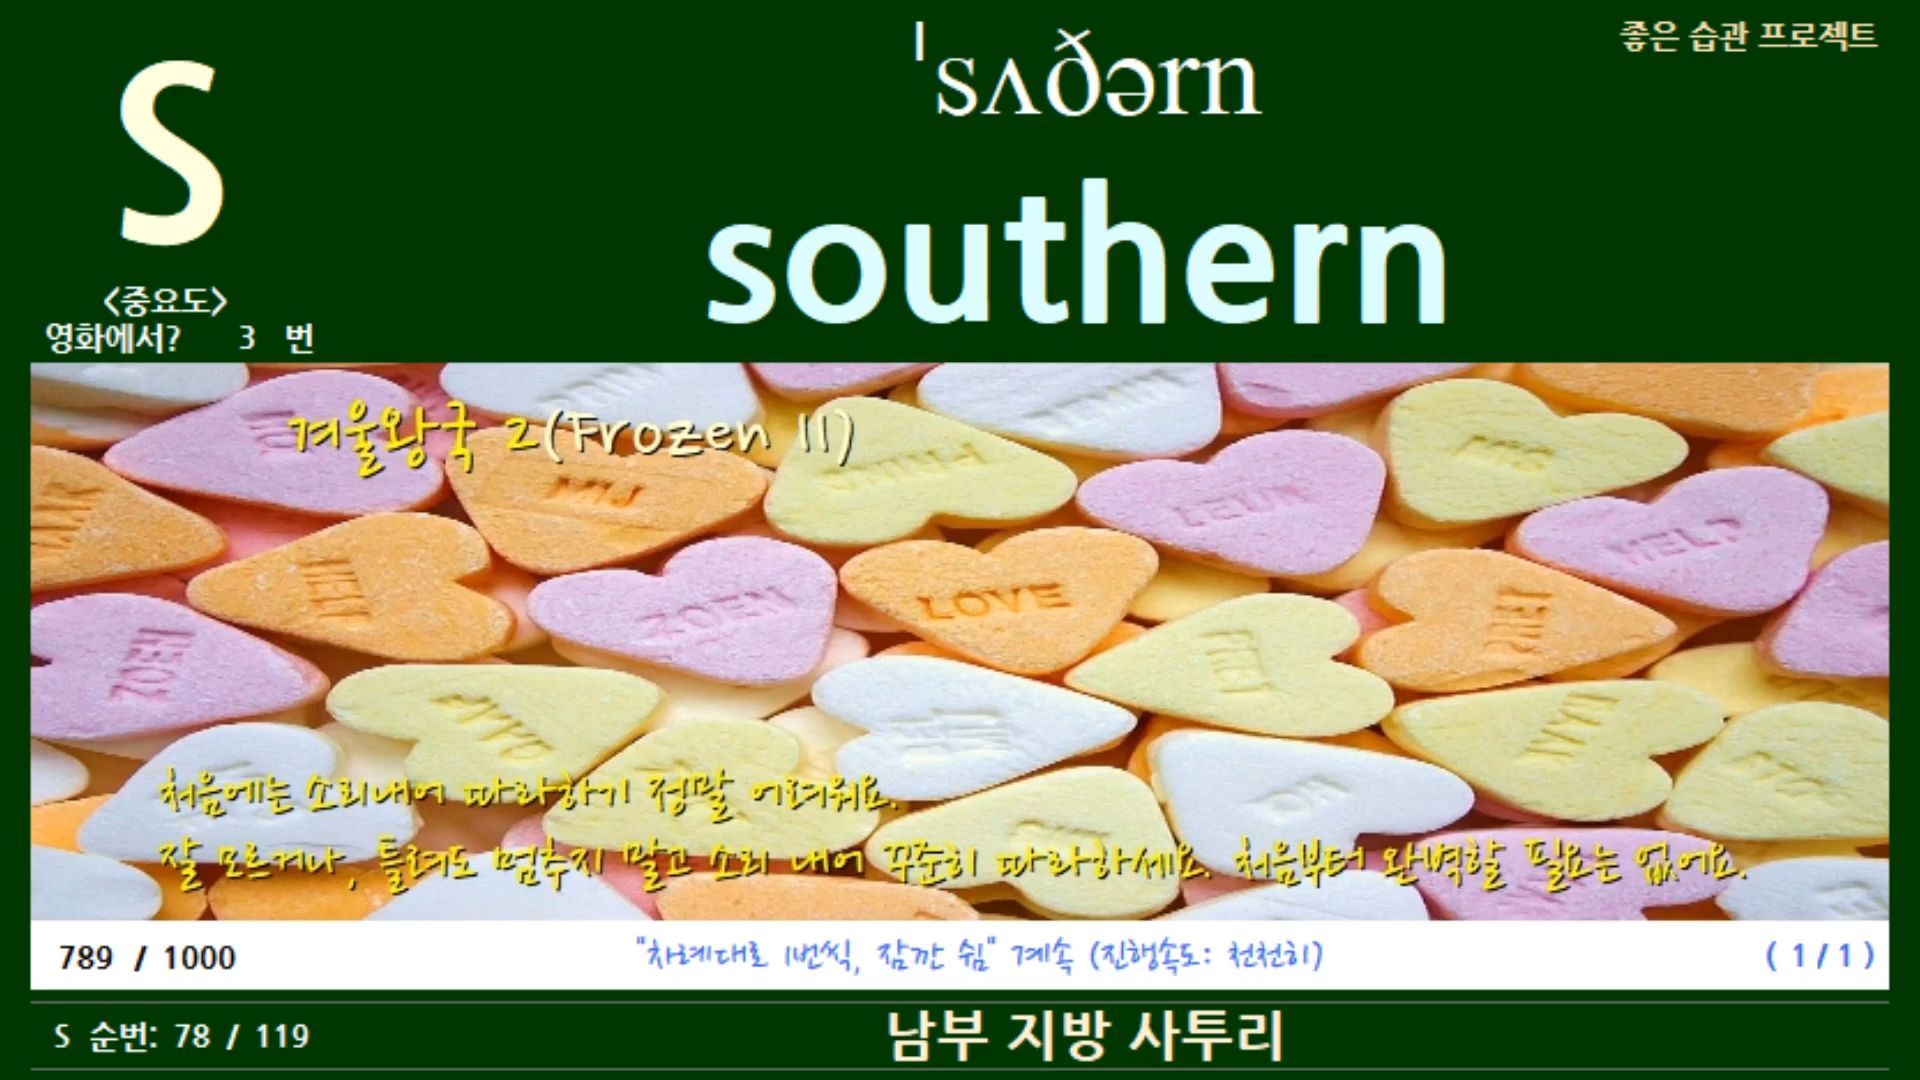 ˈsʌðərn
좋은 습관 프로젝트
S
southern
<중요도>
영화에서? 3 번
겨울왕국 2(Frozen II)
MIJ
LEUK
MIS
HELP
ZOEN
LOVE
처음에는 소리내어 따라하기 정말 어려워요.
잘 모르거나, 틀려도 멈추지 말고 소리 내어 꾸준히 따라하세요. 처음부터 완벽할 필요는 없어요.
789 / 1000
"차례대로 1번씩, 잠깐 쉼" 계속 (진행속도: 천천히)
( 1 / 1 )
S 순번: 78 / 119
남부 지방 사투리